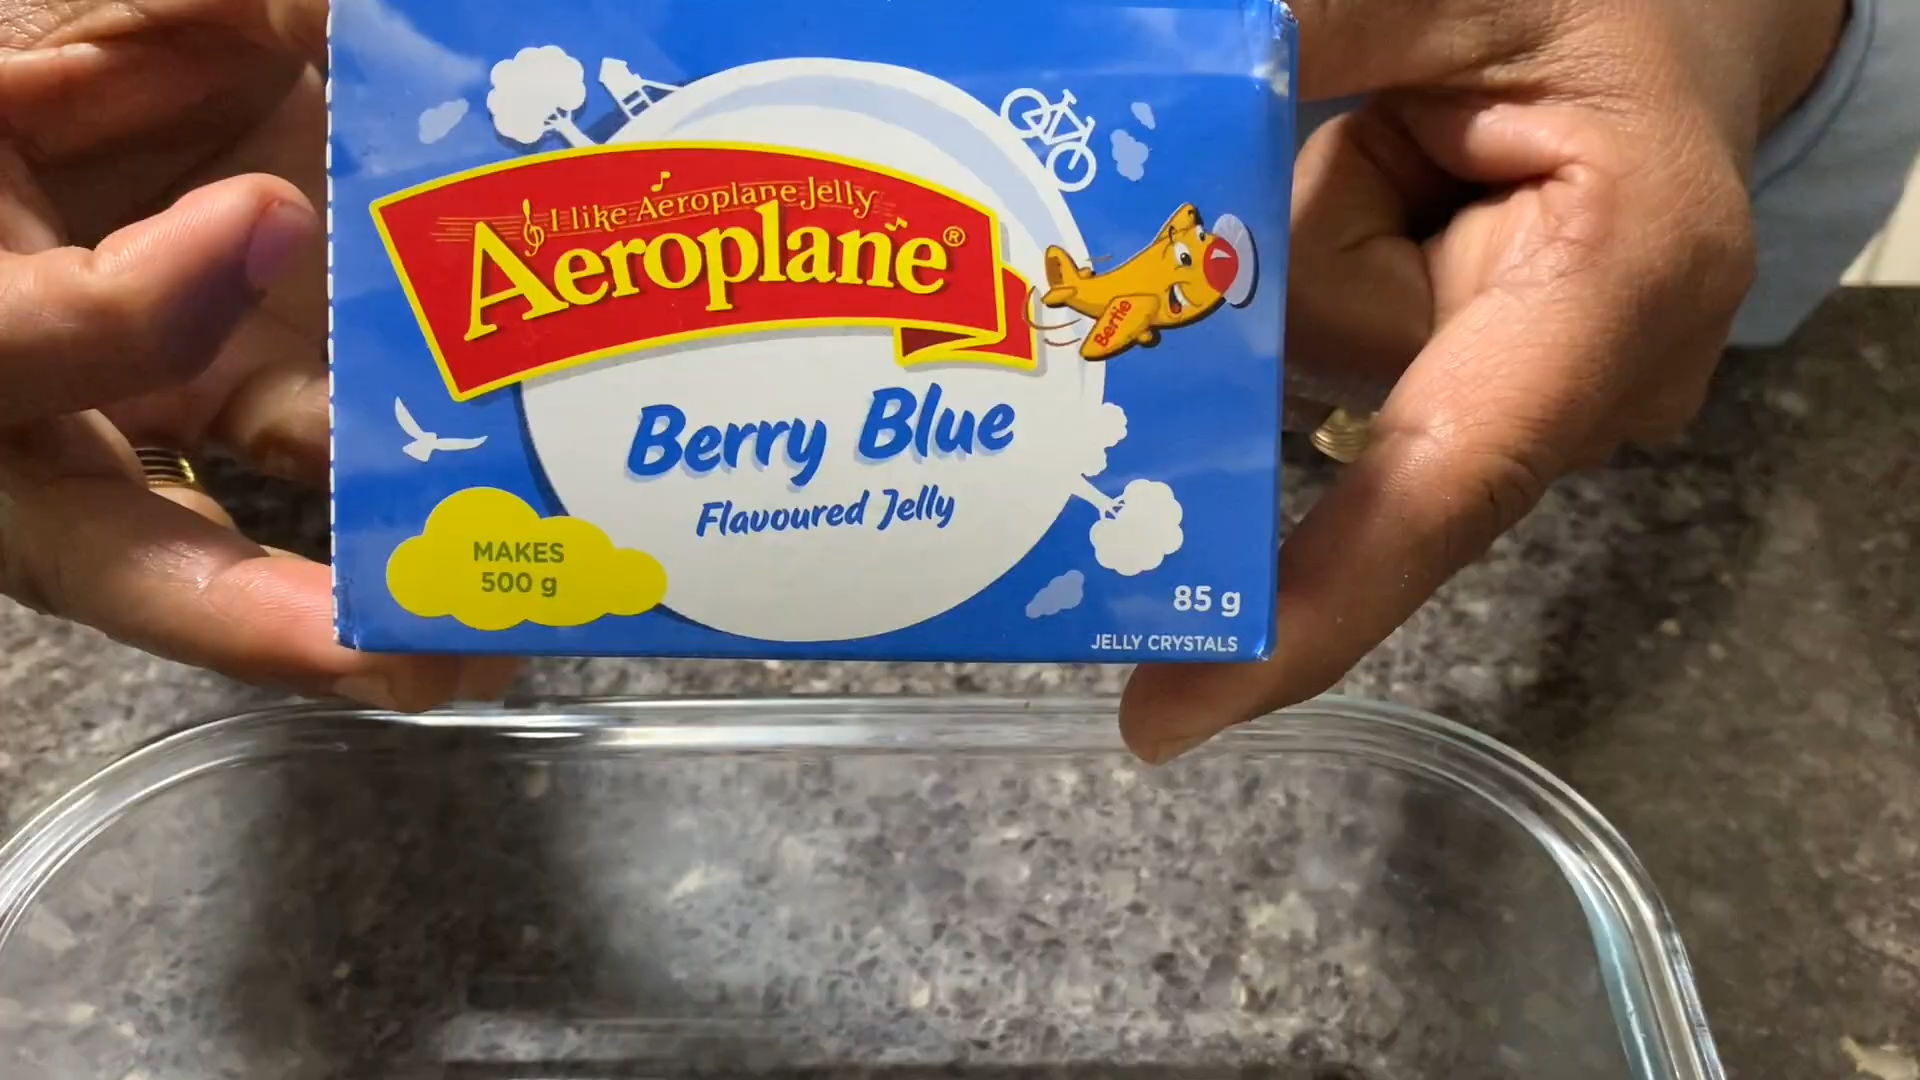 I like Aeroplane Jelly
Aeroplane®
Bertie
Berry Blue
Flavoured Jelly
MAKES
500 g
85 g
JELLY CRYSTALS